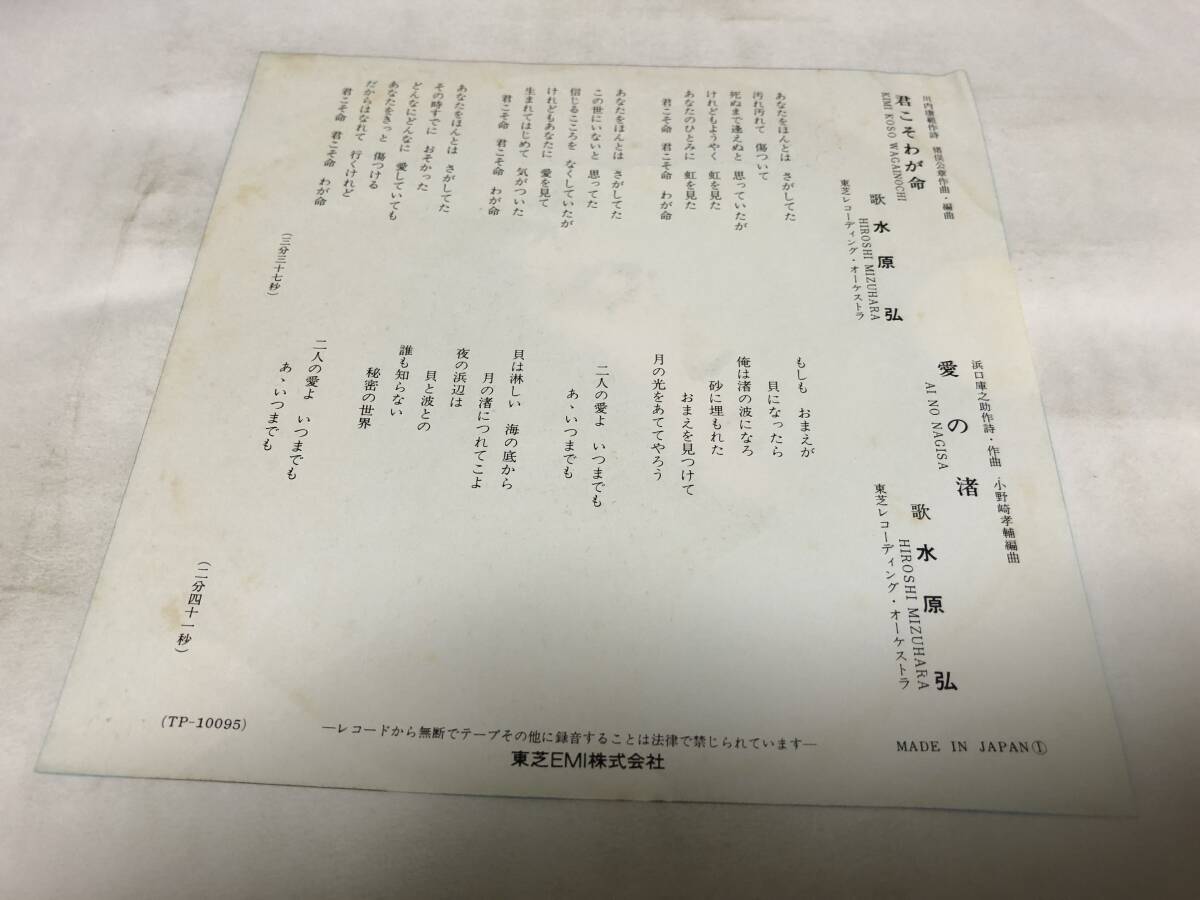 川内康範作詩 猪俣公章作曲・編曲
君こそわが命
KIMI KOSO WAGAINOCHI
歌 水原弘
HIROSHI MIZUHARA
東芝レコーディング・オーケストラ
あなたをほんとは さがしてた
汚れ汚れて 傷ついて
死ぬまで逢えぬと 思っていたが
けれどもようやく 虹を見た
あなたのひとみに 虹を見た
君こそ命 君こそ命 わが命
あなたをほんとは さがしてた
この世にいないと 思ってた
信じるこころを なくしていたが
けれどもあなたに 愛を見て
生まれてはじめて 気がついた
君こそ命 君こそ命 わが命
あなたをほんとは さがしてた
その時すでに おそかった
どんなにどんなに 愛していても
あなたをきっと 傷つける
だからはなれて 行くけれど
君こそ命 君こそ命 わが命
(三分三十七秒)
浜口庫之助作詩・作曲 小野崎孝輔編曲
愛の渚
AI NO NAGISA
歌 水原弘
HIROSHI MIZUHARA
東芝レコーディング・オーケストラ
もしも おまえが
貝になったら
俺は渚の波になろ
砂に埋もれた
おまえを見つけて
月の光をあててやろう
二人の愛よ いつまでも
あゝいつまでも
貝は淋しい 海の底から
月の渚につれてこよ
夜の浜辺は
貝と波との
誰も知らない
秘密の世界
二人の愛よ いつまでも
あゝいつまでも
(二分四十一秒)
(TP-10095)
—レコードから無断でテープその他に録音することは法律で禁じられています—
東芝EMI株式会社
MADE IN JAPAN①